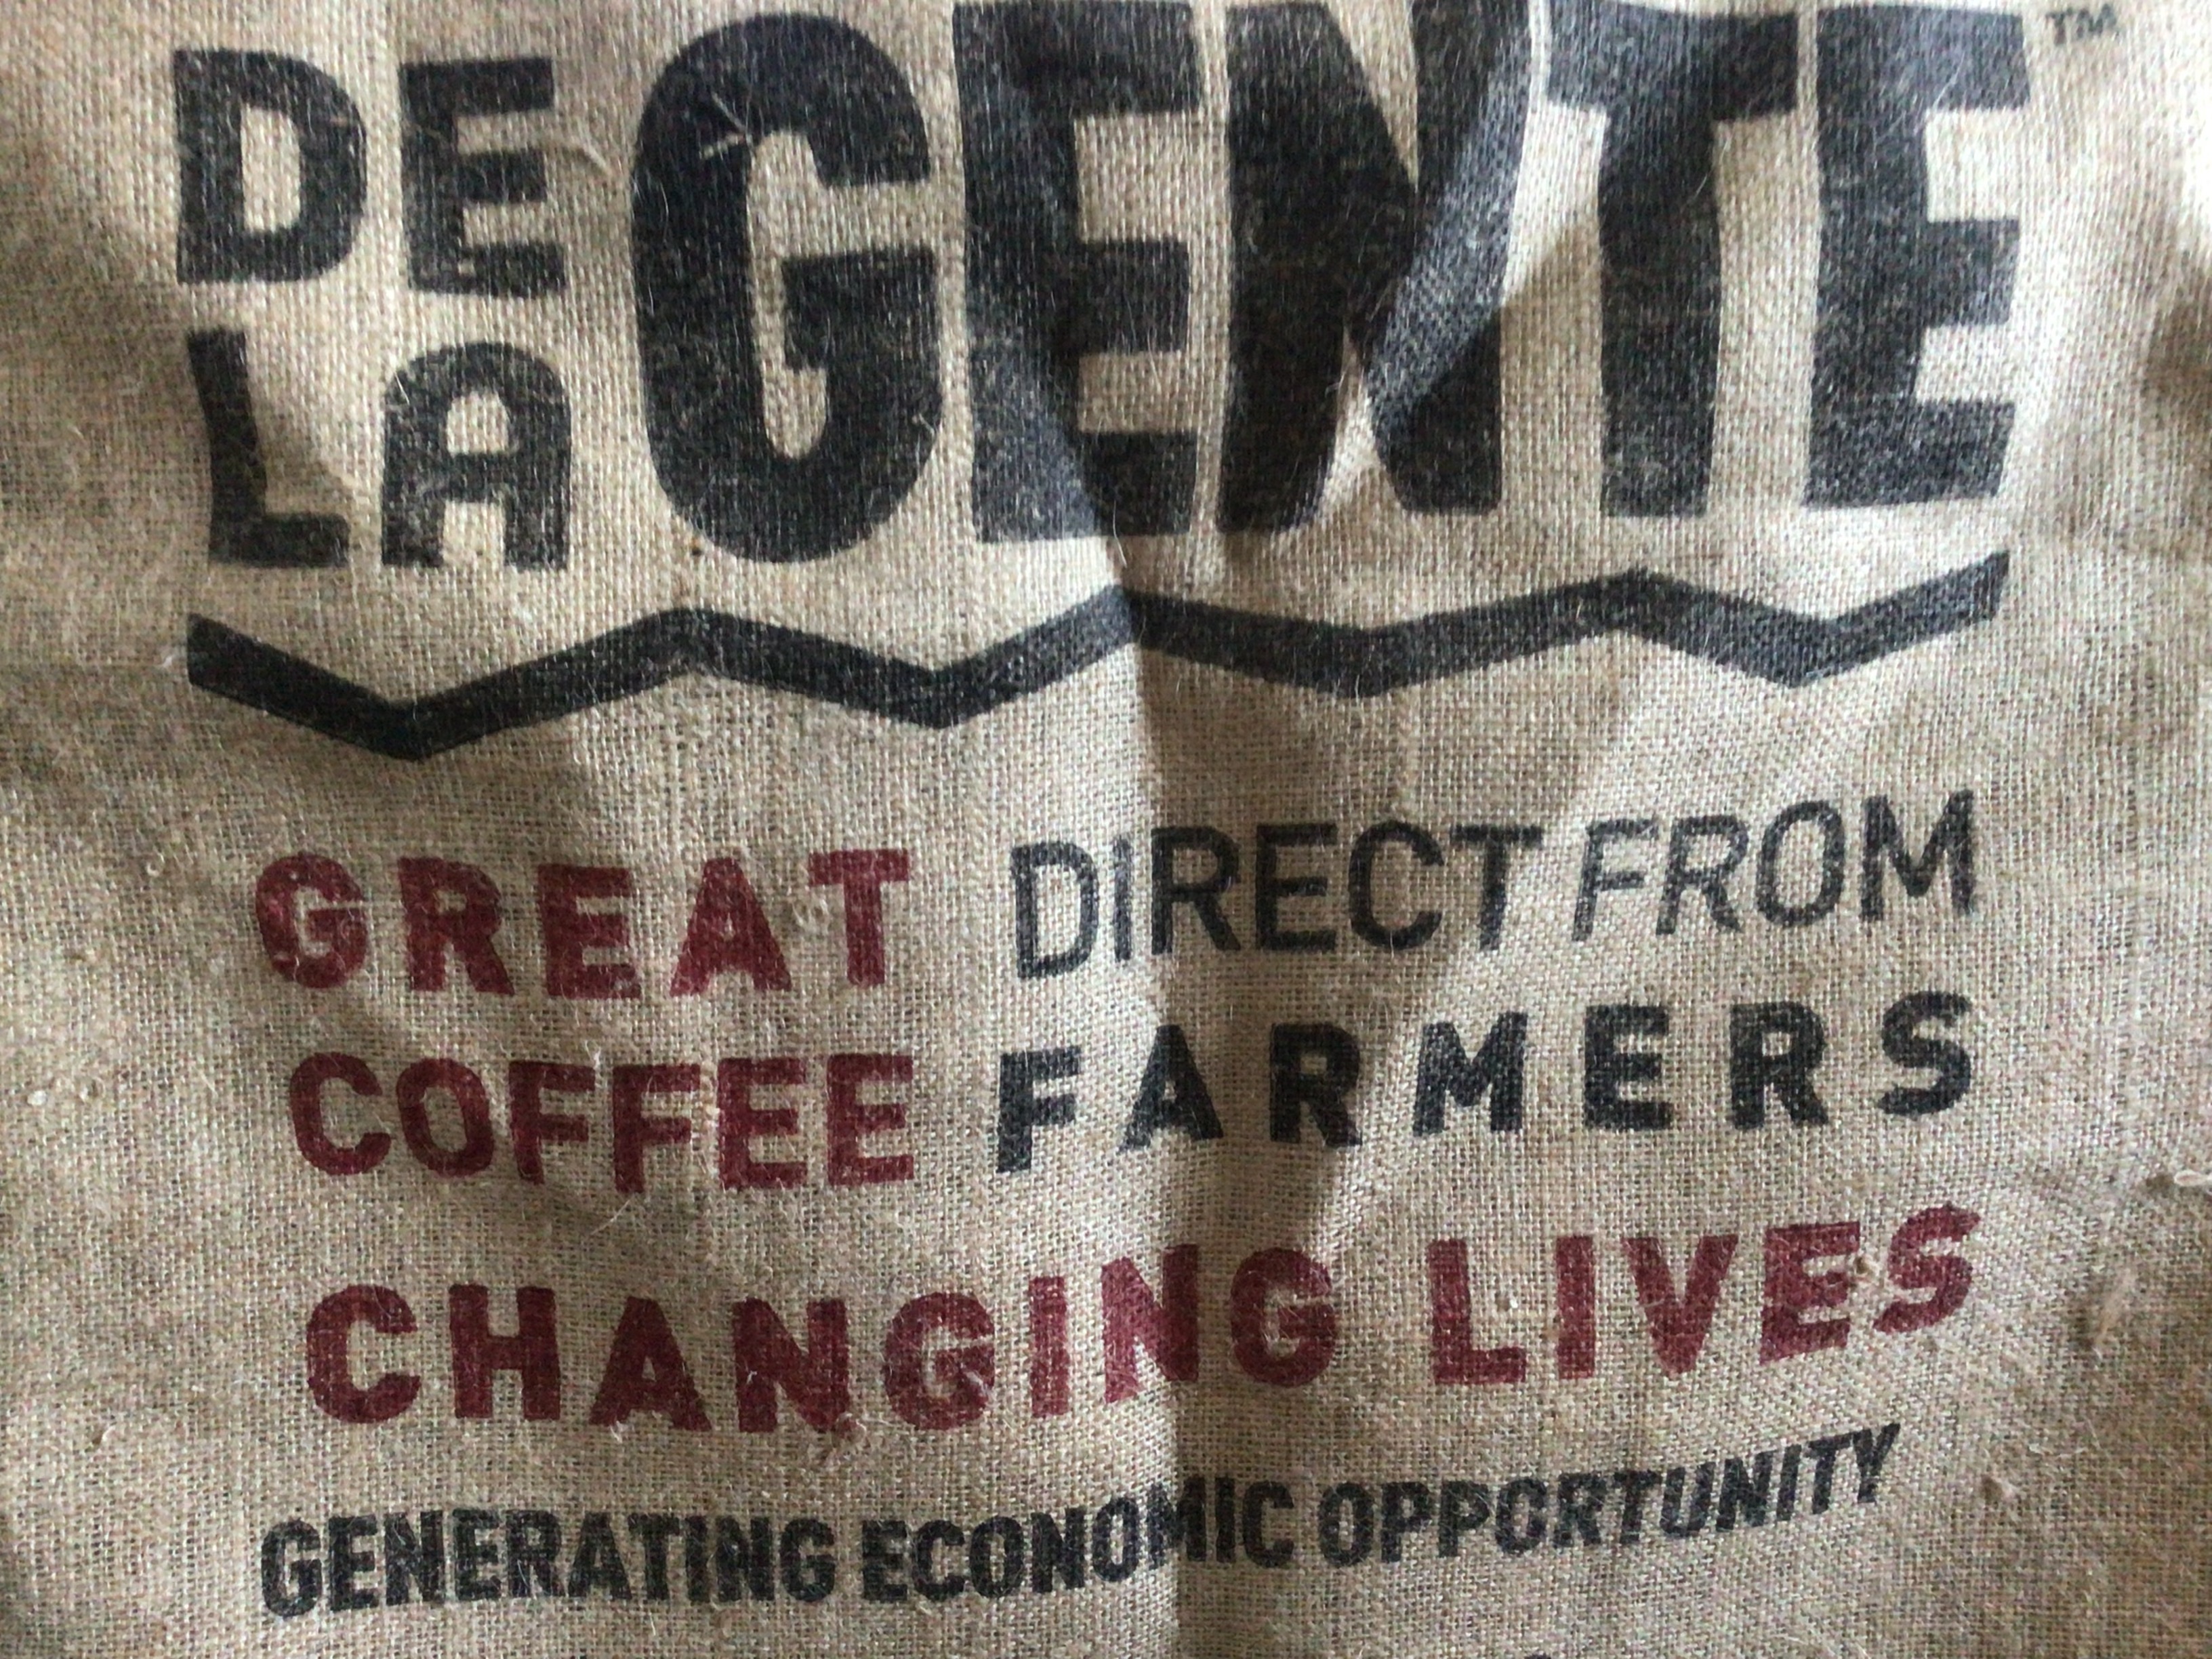 DE LA GENTE™
GREAT DIRECT FROM
COFFEE FARMERS
CHANGING LIVES
GENERATING ECONOMIC OPPORTUNITY